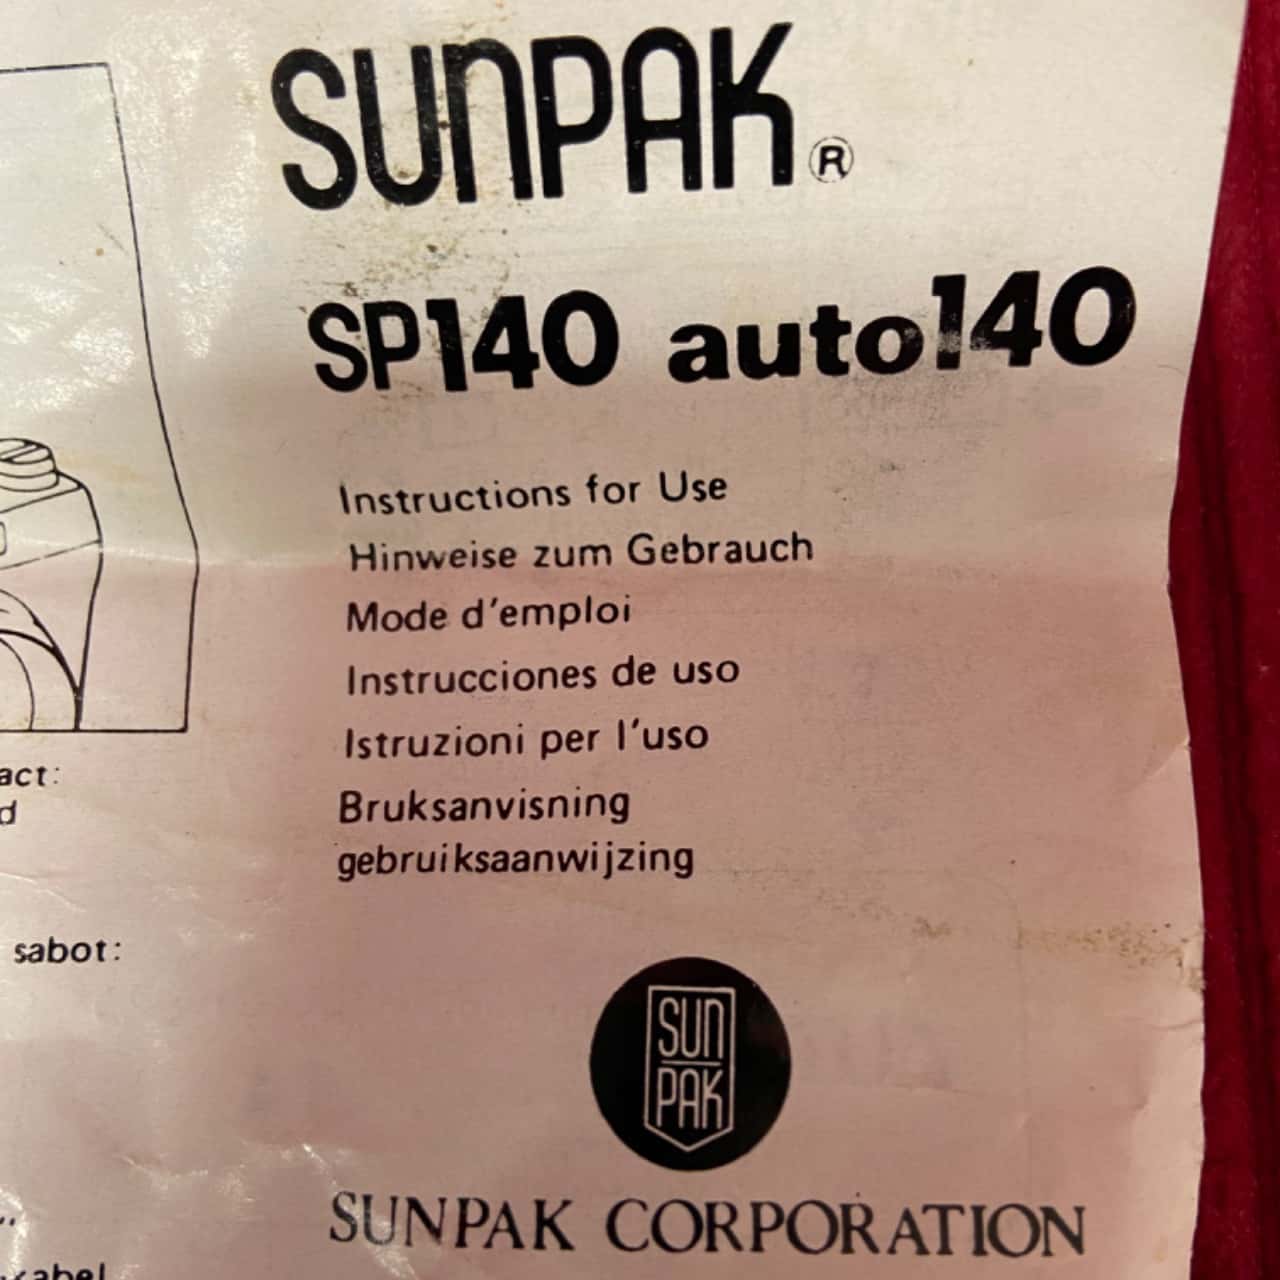 SUNPAK®
SP140 auto140
Instructions for Use
Hinweise zum Gebrauch
Mode d'emploi
Instrucciones de uso
Istruzioni per l'uso
Bruksanvisning
gebruiksaanwijzing
SUN
PAK
SUNPAK CORPORATION
act:
d
sabot: